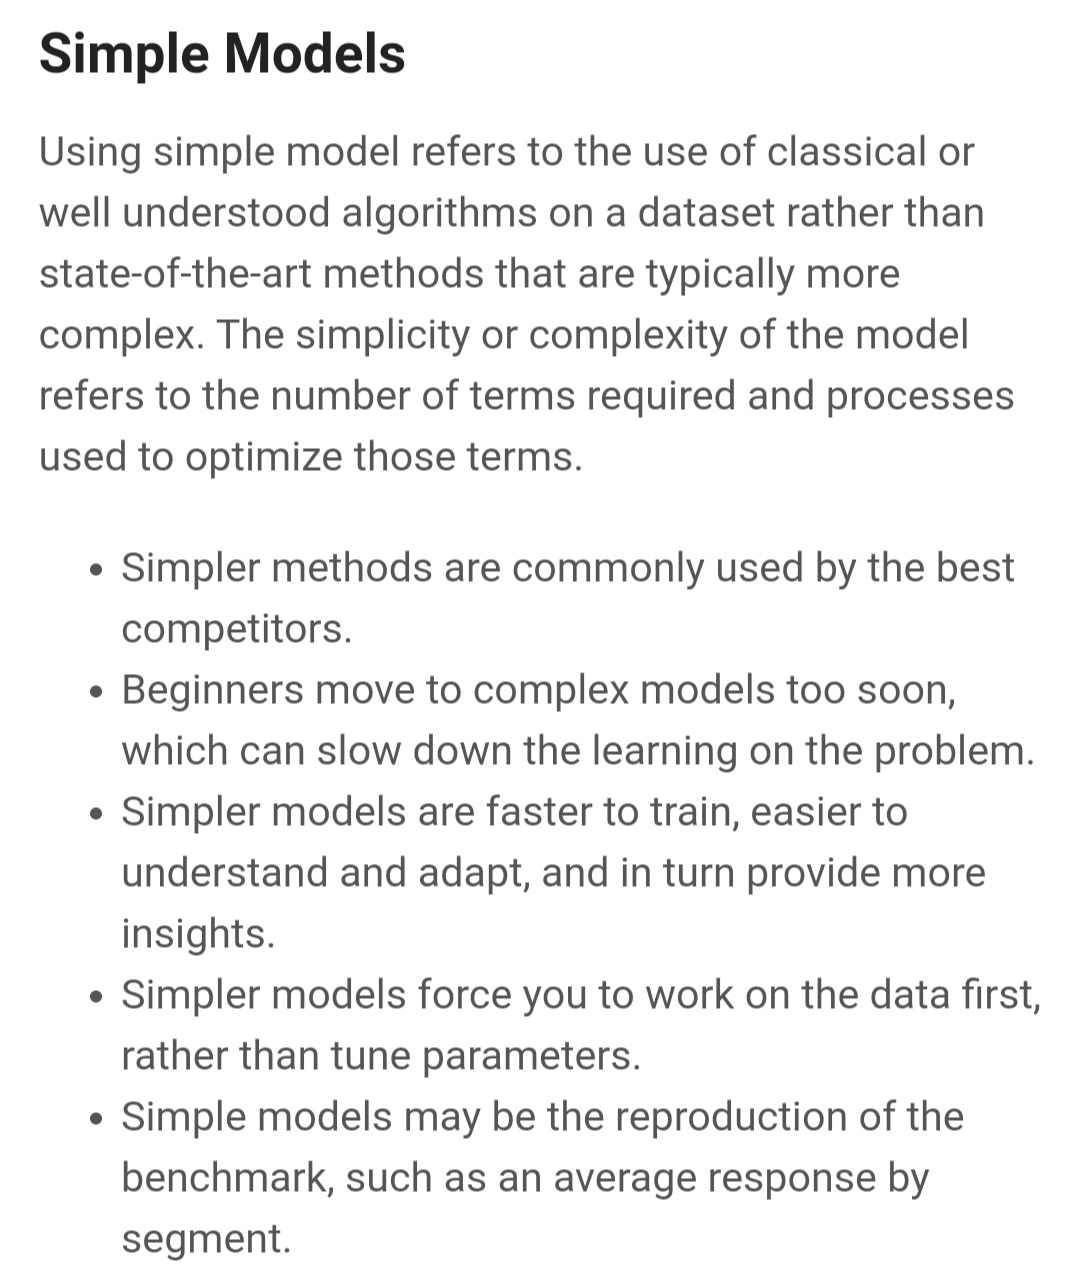 Simple Models
Using simple model refers to the use of classical or
well understood algorithms on a dataset rather than
state-of-the-art methods that are typically more
complex. The simplicity or complexity of the model
refers to the number of terms required and processes
used to optimize those terms.
• Simpler methods are commonly used by the best
competitors.
• Beginners move to complex models too soon,
which can slow down the learning on the problem.
• Simpler models are faster to train, easier to
understand and adapt, and in turn provide more
insights.
• Simpler models force you to work on the data first,
rather than tune parameters.
• Simple models may be the reproduction of the
benchmark, such as an average response by
segment.